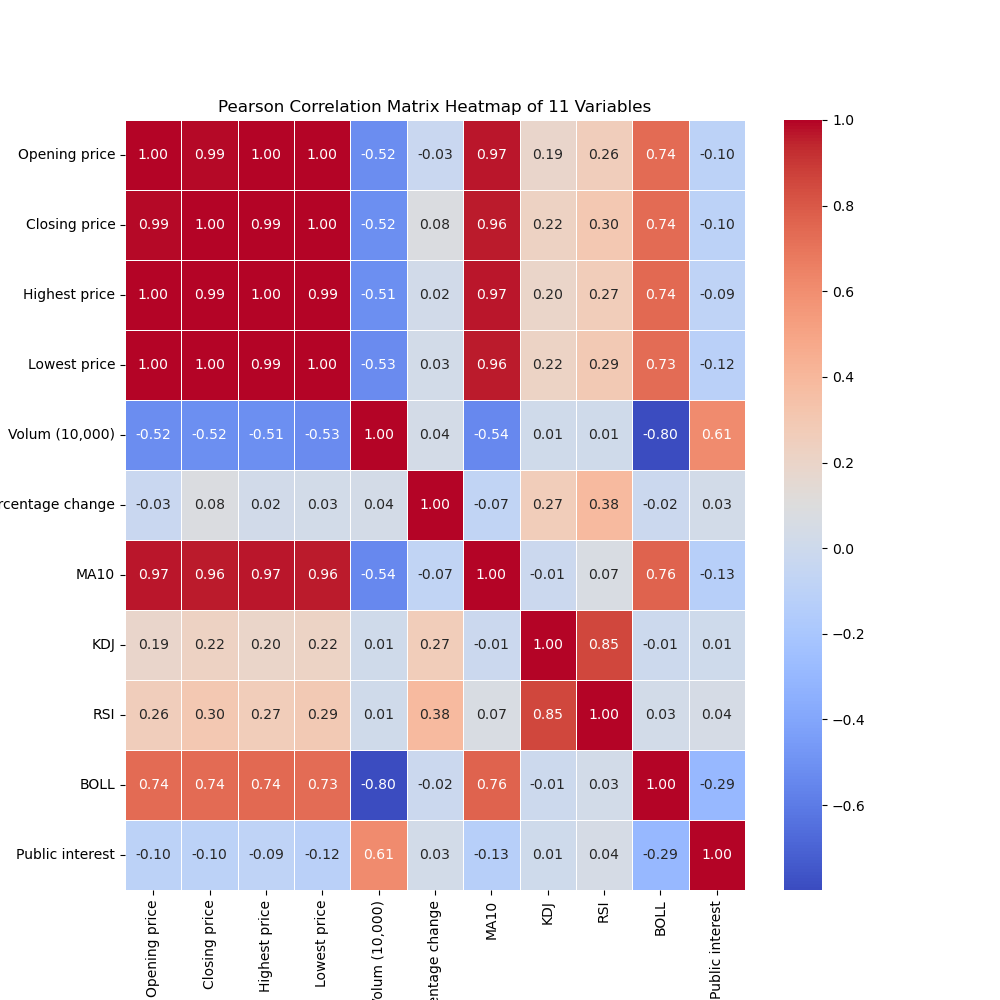 Pearson Correlation Matrix Heatmap of 11 Variables
Opening price 1.00 0.99 1.00 1.00 -0.52 -0.03 0.97 0.19 0.26 0.74 -0.10
Closing price 0.99 1.00 0.99 1.00 -0.52 0.08 0.96 0.22 0.30 0.74 -0.10
Highest price 1.00 0.99 1.00 0.99 -0.51 0.02 0.97 0.20 0.27 0.74 -0.09
Lowest price 1.00 1.00 0.99 1.00 -0.53 0.03 0.96 0.22 0.29 0.73 -0.12
Volum (10,000) -0.52 -0.52 -0.51 -0.53 1.00 0.04 -0.54 0.01 0.01 -0.80 0.61
rcentage change -0.03 0.08 0.02 0.03 0.04 1.00 -0.07 0.27 0.38 -0.02 0.03
MA10 0.97 0.96 0.97 0.96 -0.54 -0.07 1.00 -0.01 0.07 0.76 -0.13
KDJ 0.19 0.22 0.20 0.22 0.01 0.27 -0.01 1.00 0.85 -0.01 0.01
RSI 0.26 0.30 0.27 0.29 0.01 0.38 0.07 0.85 1.00 0.03 0.04
BOLL 0.74 0.74 0.74 0.73 -0.80 -0.02 0.76 -0.01 0.03 1.00 -0.29
Public interest -0.10 -0.10 -0.09 -0.12 0.61 0.03 -0.13 0.01 0.04 -0.29 1.00
Opening price
Closing price
Highest price
Lowest price
olum (10,000)
entage change
MA10
KDJ
RSI
BOLL
Public interest
1.0
0.8
0.6
0.4
0.2
0.0
−0.2
−0.4
−0.6